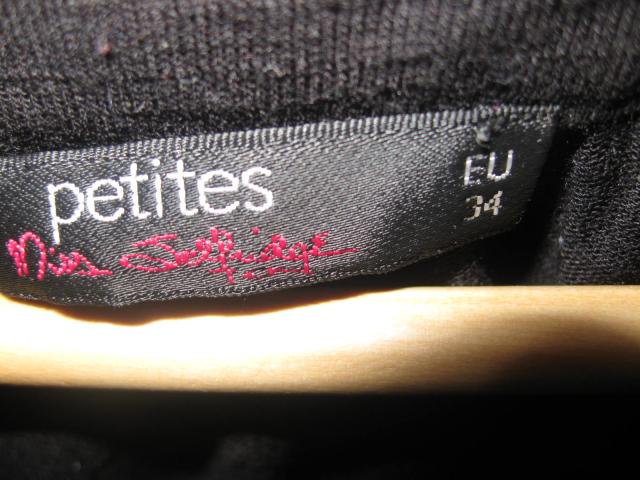 petites
Miss Selfridge
EU
34